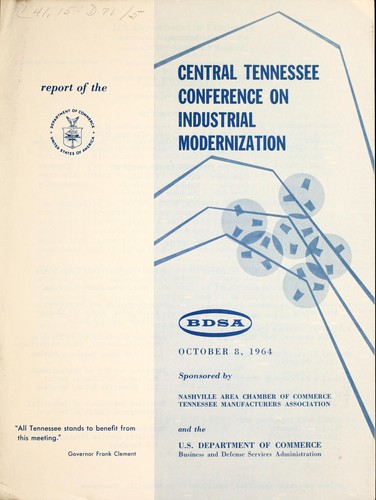 C 41.15: D 71/5
report of the
DEPARTMENT OF COMMERCE
UNITED STATES OF AMERICA
CENTRAL TENNESSEE
CONFERENCE ON
INDUSTRIAL
MODERNIZATION
BDSA
OCTOBER 8, 1964
Sponsored by
NASHVILLE AREA CHAMBER OF COMMERCE
TENNESSEE MANUFACTURERS ASSOCIATION
and the
U.S. DEPARTMENT OF COMMERCE
Business and Defense Services Administration
"All Tennessee stands to benefit from
this meeting."
Governor Frank Clement